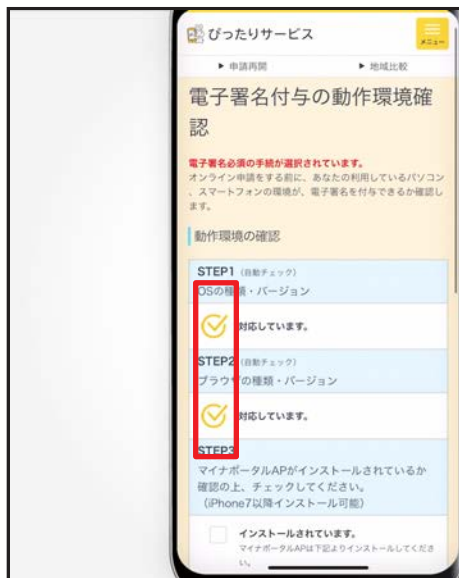 ぴったりサービス
メニュー
▶ 申請再開 ▶ 地域比較
電子署名付与の動作環境確
認
電子署名必須の手続が選択されています。
オンライン申請をする前に、あなたの利用しているパソコン
、スマートフォンの環境が、電子署名を付与できるか確認し
ます。
動作環境の確認
STEP1 (自動チェック)
OSの種類・バージョン
対応しています。
STEP2 (自動チェック)
ブラウザの種類・バージョン
対応しています。
STEP3
マイナポータルAPがインストールされているか
確認の上、チェックしてください。
(iPhone7以降インストール可能)
インストールされています。
マイナポータルAPは下記よりインストールしてくださ
い。